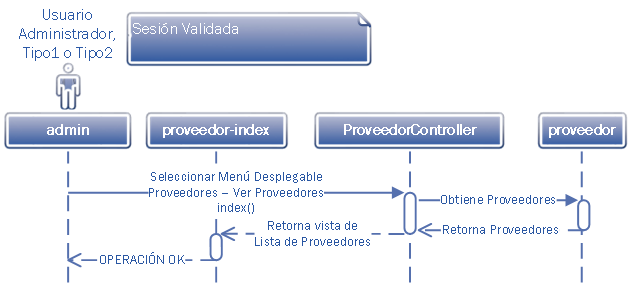 Usuario
Administrador,
Tipo1 o Tipo2
Sesión Validada
admin
proveedor-index
ProveedorController
proveedor
Seleccionar Menú Desplegable
Proveedores – Ver Proveedores
index()
Obtiene Proveedores
Retorna vista de
Lista de Proveedores
Retorna Proveedores
OPERACIÓN OK